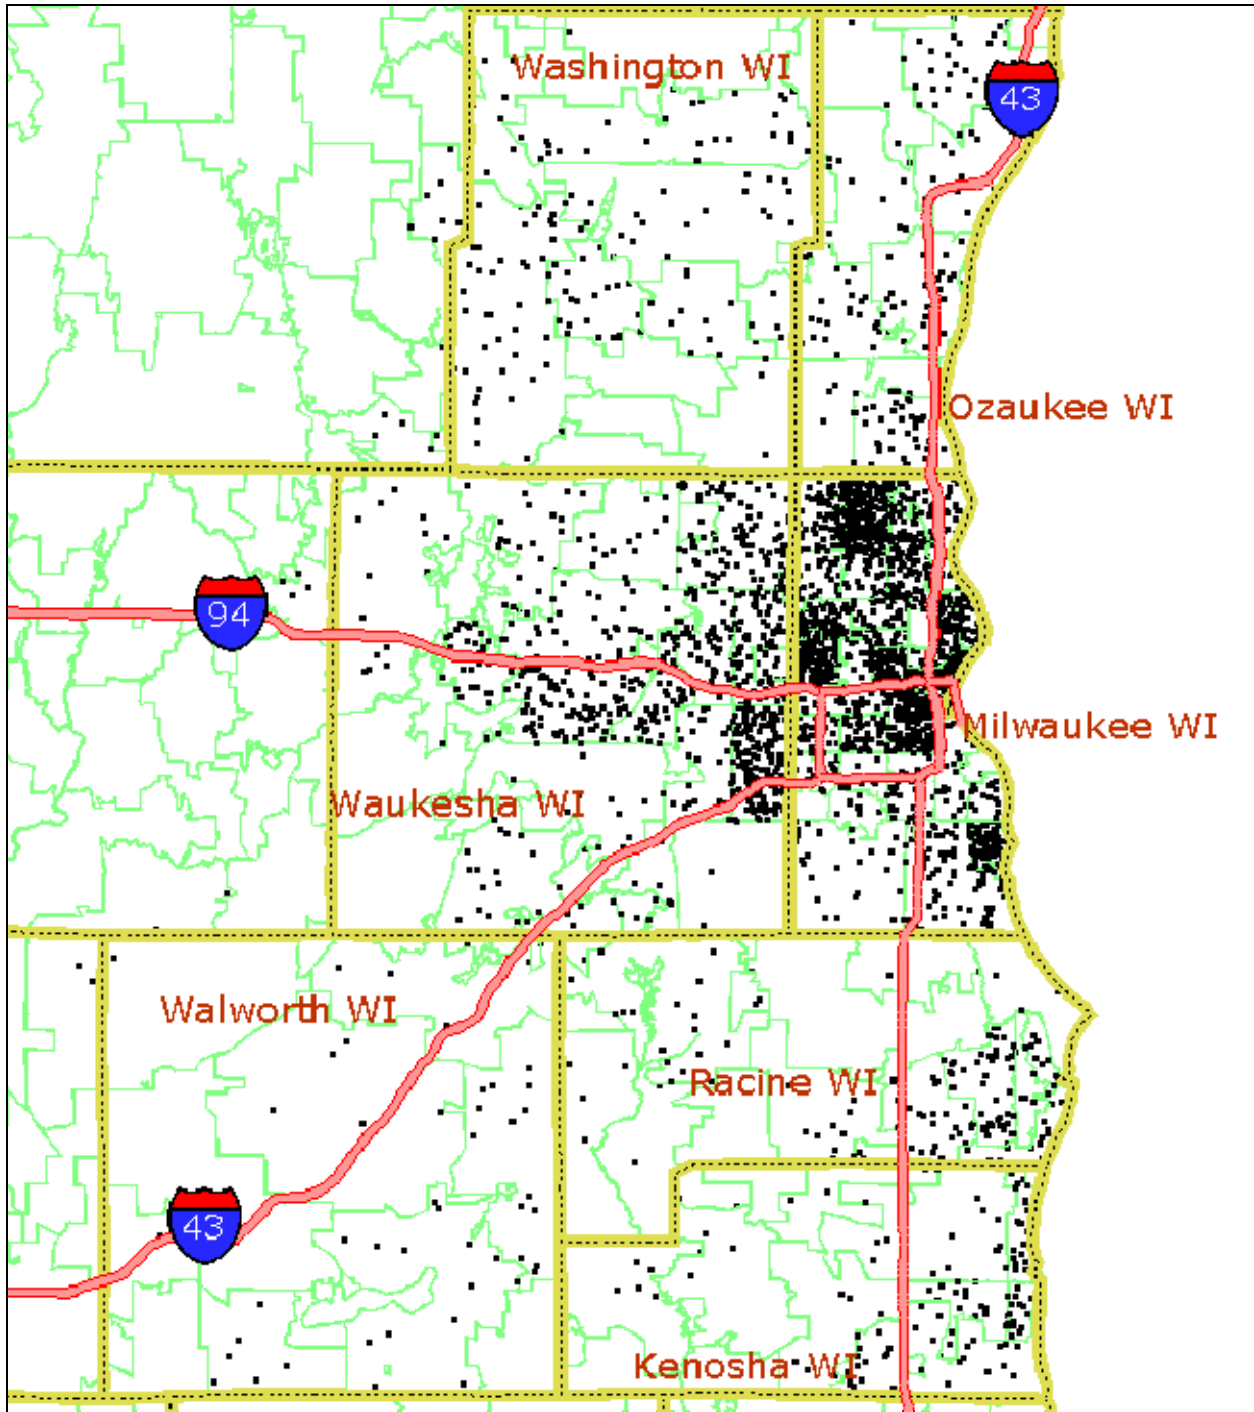 Washington WI
43
Ozaukee WI
94
Milwaukee WI
Waukesha WI
Walworth WI
Racine WI
43
Kenosha WI